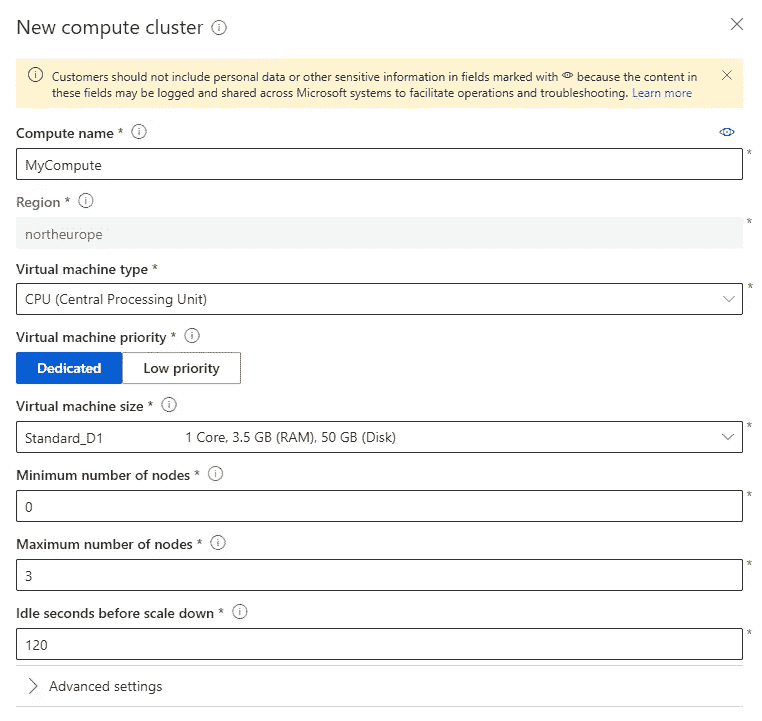 New compute cluster
Customers should not include personal data or other sensitive information in fields marked with because the content in
these fields may be logged and shared across Microsoft systems to facilitate operations and troubleshooting. Learn more
Compute name *
MyCompute
*
Region *
northeurope
*
Virtual machine type *
CPU (Central Processing Unit)
*
Virtual machine priority *
Dedicated Low priority
Virtual machine size *
Standard_D1 1 Core, 3.5 GB (RAM), 50 GB (Disk)
*
Minimum number of nodes *
0
*
Maximum number of nodes *
3
*
Idle seconds before scale down *
120
*
Advanced settings